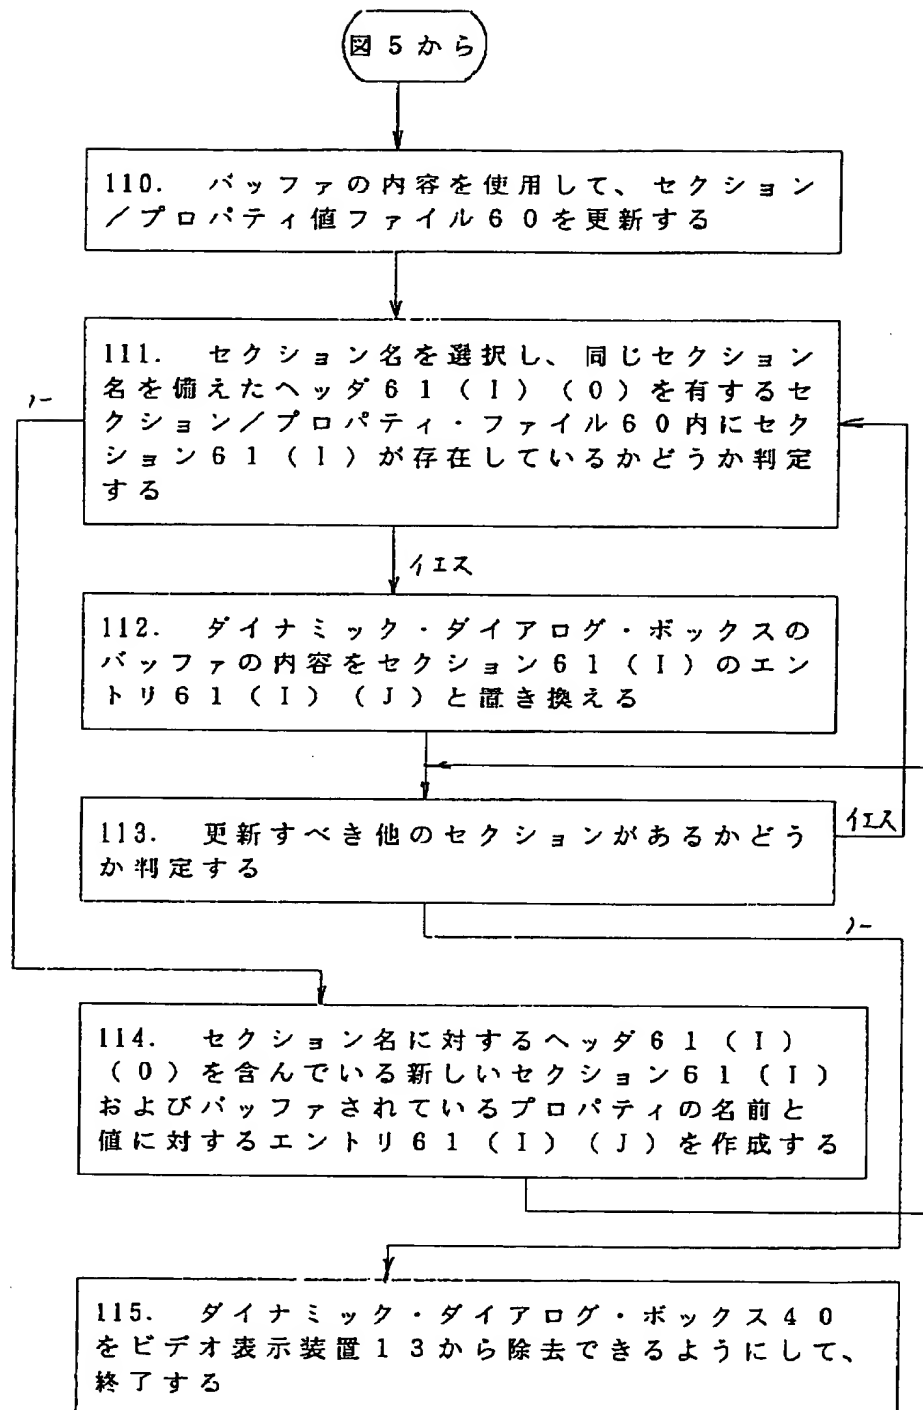 図5から
110. バッファの内容を使用して、セクション
/プロパティ値ファイル60を更新する
111. セクション名を選択し、同じセクション
名を備えたヘッダ61(I)(0)を有するセ
クション/プロパティ・ファイル60内にセク
ション61(I)が存在しているかどうか判定
する
ノー
イエス
112. ダイナミック・ダイアログ・ボックスの
バッファの内容をセクション61(I)のエン
トリ61(I)(J)と置き換える
113. 更新すべき他のセクションがあるかどう
か判定する
イエス
ノー
114. セクション名に対するヘッダ61(I)
(0)を含んでいる新しいセクション61(I)
およびバッファされているプロパティの名前と
値に対するエントリ61(I)(J)を作成する
115. ダイナミック・ダイアログ・ボックス40
をビデオ表示装置13から除去できるようにして、
終了する